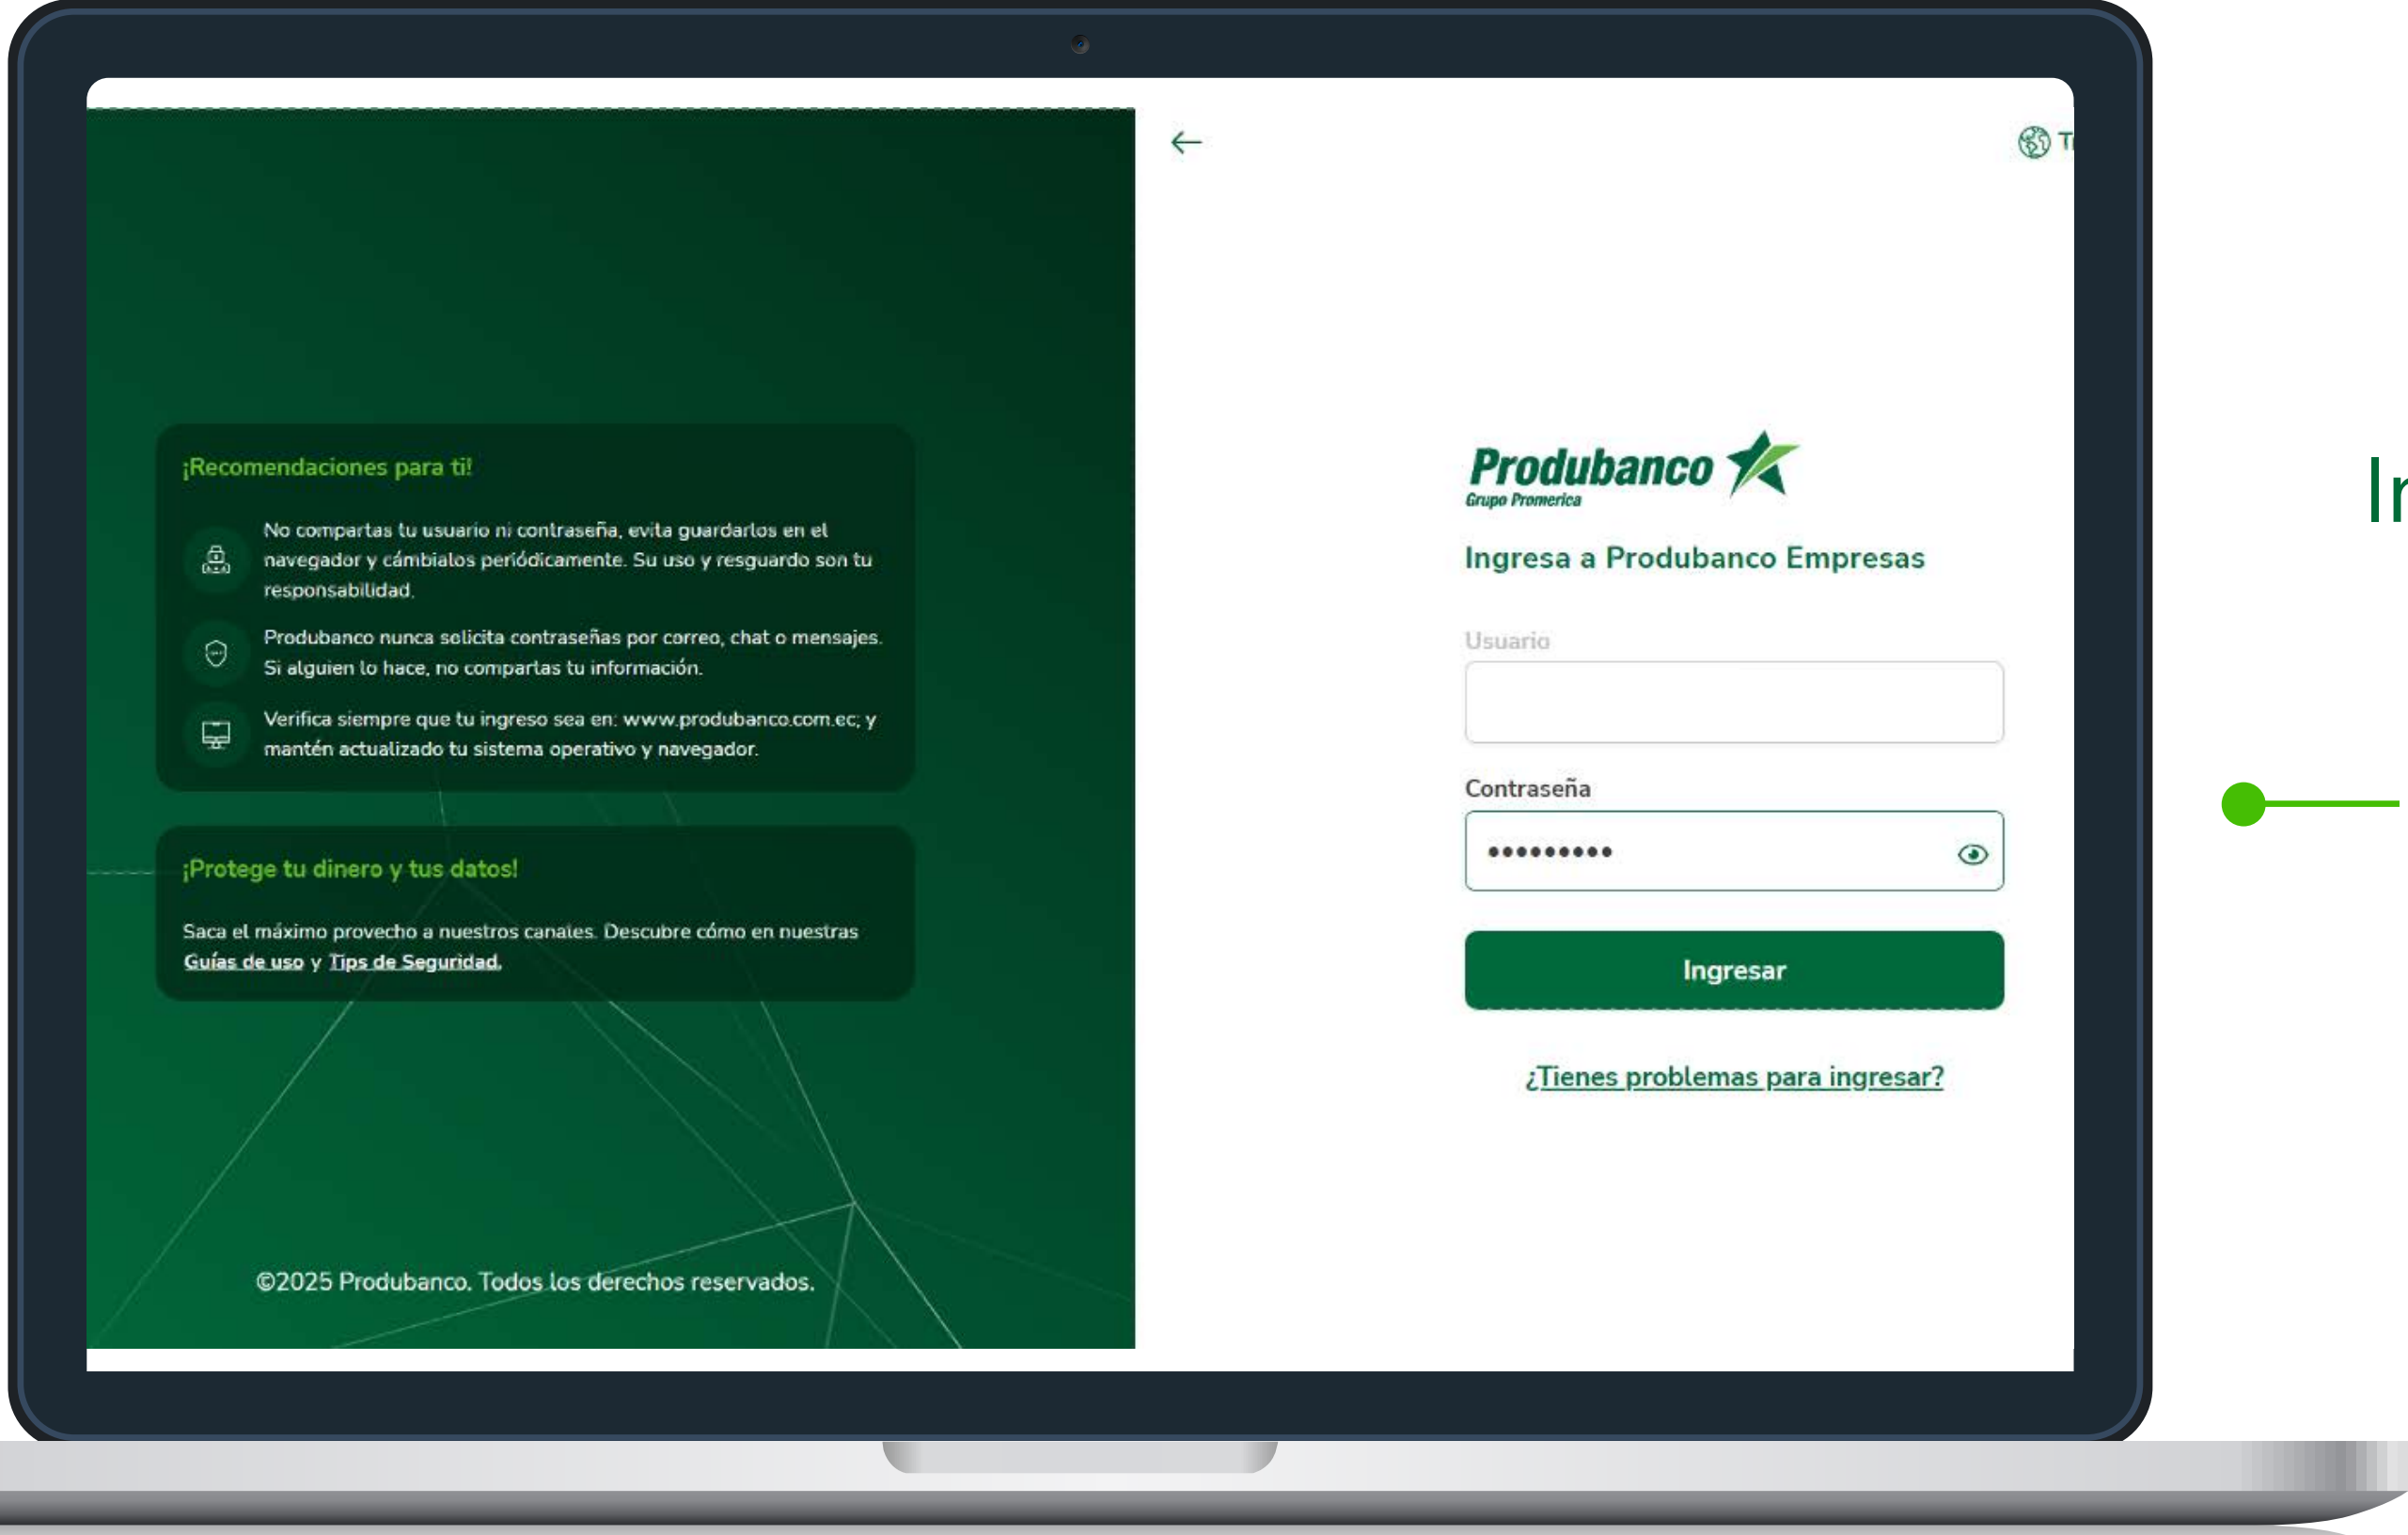 ¡Recomendaciones para ti!
No compartas tu usuario ni contraseña, evita guardarlos en el
navegador y cámbialos periódicamente. Su uso y resguardo son tu
responsabilidad.
Produbanco nunca solicita contraseñas por correo, chat o mensajes.
Si alguien lo hace, no compartas tu información.
Verifica siempre que tu ingreso sea en: www.produbanco.com.ec; y
mantén actualizado tu sistema operativo y navegador.
¡Protege tu dinero y tus datos!
Saca el máximo provecho a nuestros canales. Descubre cómo en nuestras
Guías de uso y Tips de Seguridad.
©2025 Produbanco. Todos los derechos reservados.
Produbanco
Grupo Promerica
Ingresa a Produbanco Empresas
Usuario
Contraseña
Ingresar
¿Tienes problemas para ingresar?